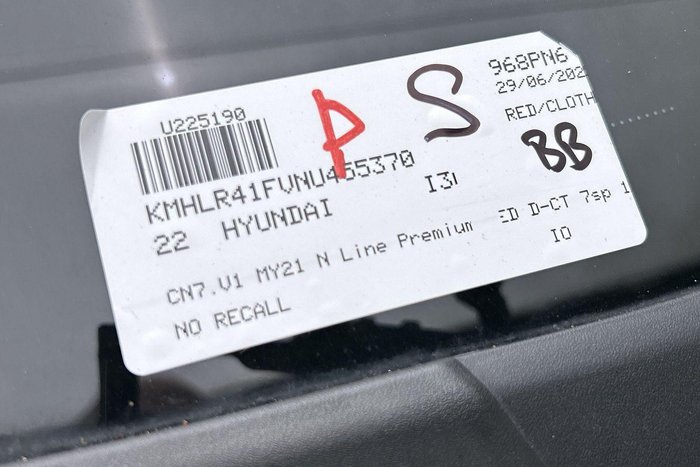 U225190
KMHLR41FVNU455370
22 HYUNDAI
CN7.V1 MY21 N Line Premium
NO RECALL
P
S
968PN6
29/06/202
RED/CLOTH
BB
ED D-CT 7sp 1
IO